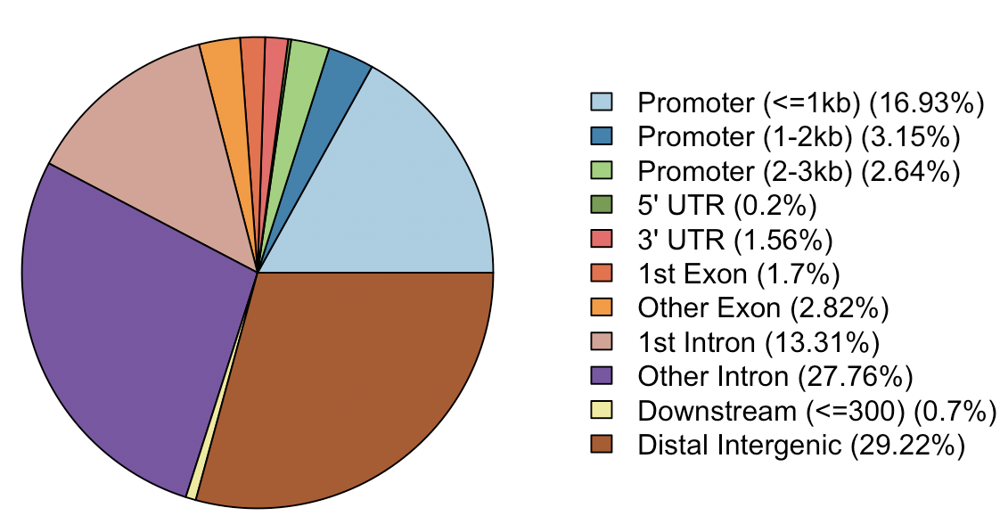 Promoter (<=1kb) (16.93%)
Promoter (1-2kb) (3.15%)
Promoter (2-3kb) (2.64%)
5' UTR (0.2%)
3' UTR (1.56%)
1st Exon (1.7%)
Other Exon (2.82%)
1st Intron (13.31%)
Other Intron (27.76%)
Downstream (<=300) (0.7%)
Distal Intergenic (29.22%)